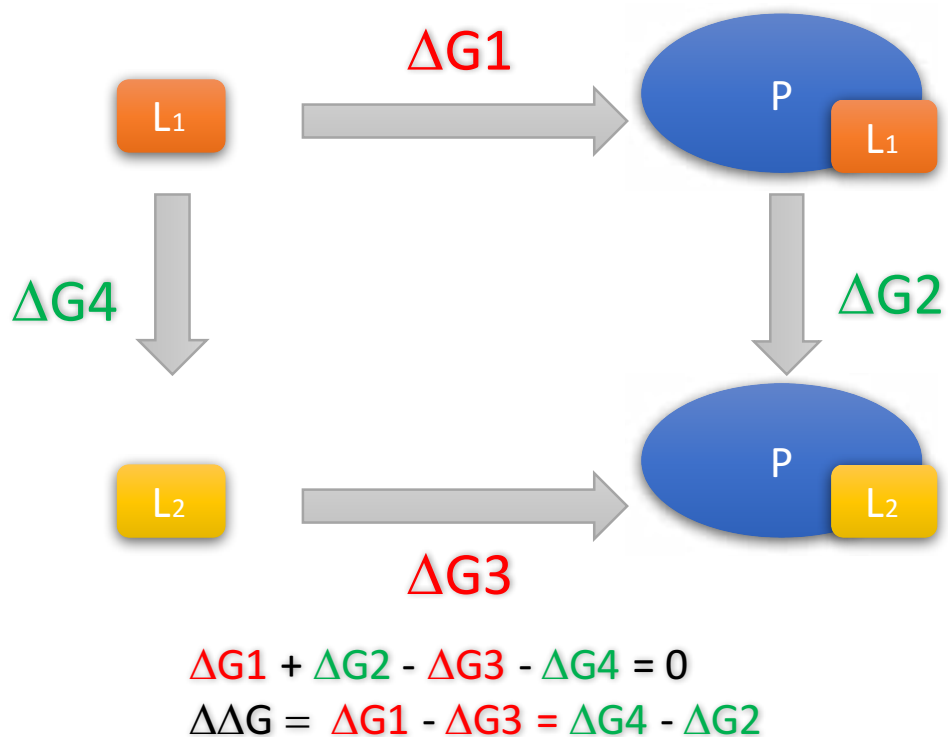 ΔG1
L1
P
L1
ΔG4
ΔG2
L2
P
L2
ΔG3
ΔG1 + ΔG2 - ΔG3 - ΔG4 = 0
ΔΔG = ΔG1 - ΔG3 = ΔG4 - ΔG2